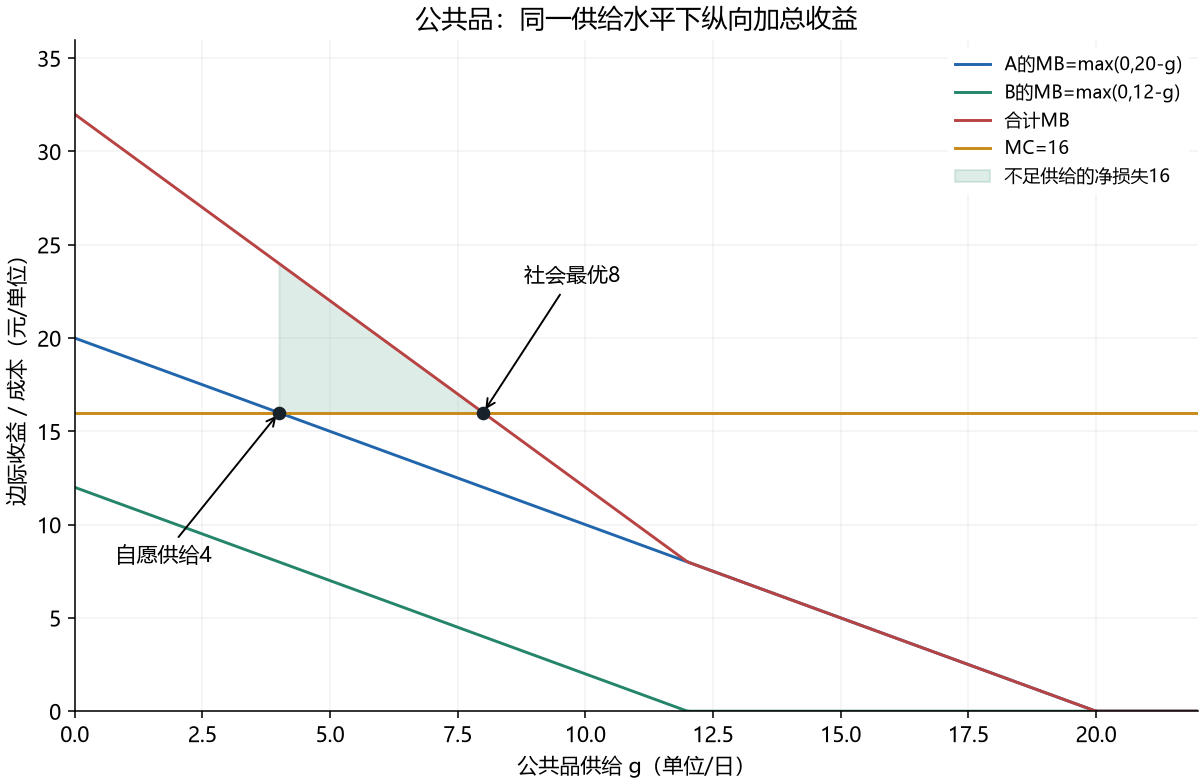 公共品：同一供给水平下纵向加总收益
A的MB=max(0,20-g)
B的MB=max(0,12-g)
合计MB
MC=16
不足供给的净损失16
社会最优8
自愿供给4
边际收益 / 成本（元/单位）
35
30
25
20
15
10
5
0
0.0 2.5 5.0 7.5 10.0 12.5 15.0 17.5 20.0
公共品供给 g（单位/日）